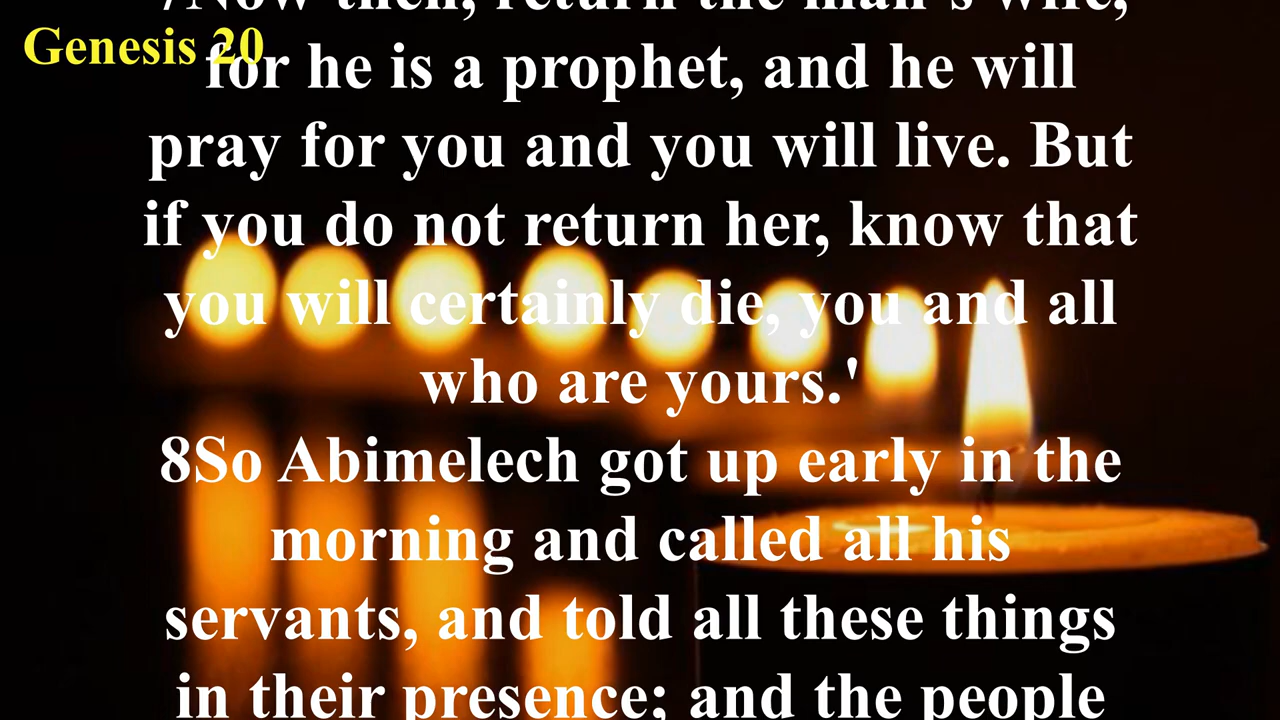 7Now then, return the man's wife,
Genesis 20
for he is a prophet, and he will
pray for you and you will live. But
if you do not return her, know that
you will certainly die, you and all
who are yours.'
8So Abimelech got up early in the
morning and called all his
servants, and told all these things
in their presence; and the people